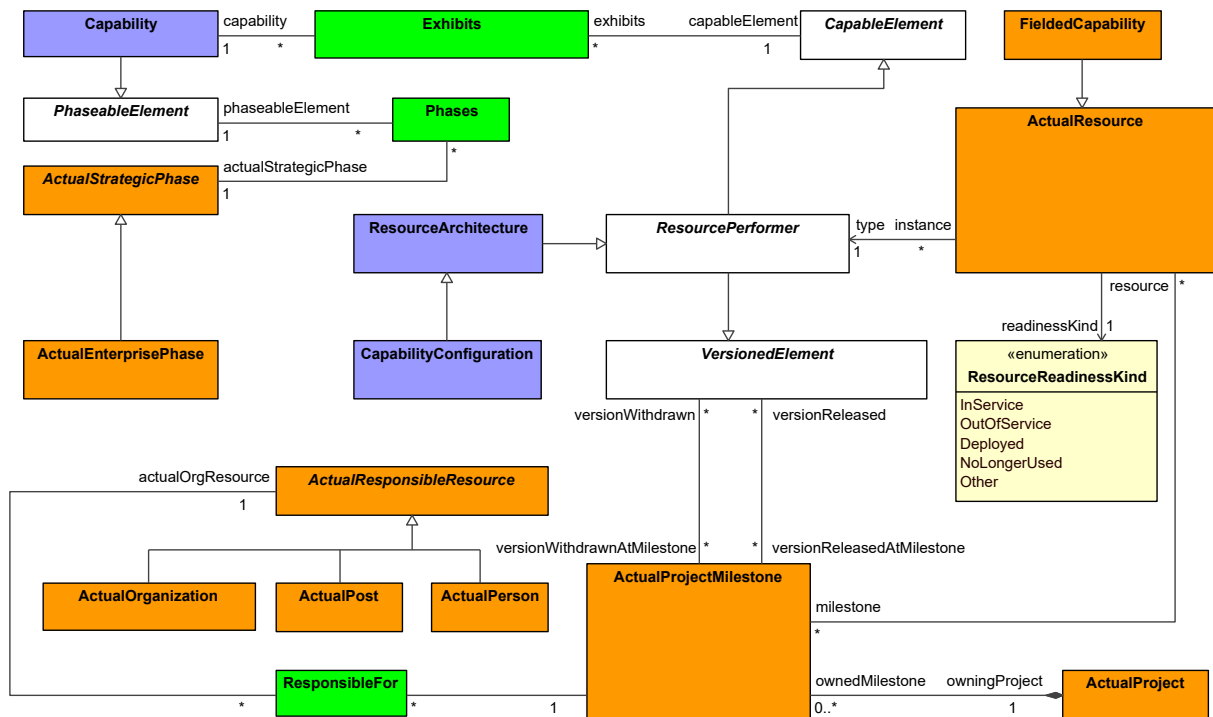 Capability
capability
1
*
Exhibits
exhibits
*
capableElement
1
CapableElement
FieldedCapability
PhaseableElement
phaseableElement
1
*
Phases
*
ActualResource
ActualStrategicPhase
actualStrategicPhase
1
ResourceArchitecture
ResourcePerformer
type
1
instance
*
resource
*
readinessKind
1
ActualEnterprisePhase
CapabilityConfiguration
VersionedElement
«enumeration»
ResourceReadinessKind
InService
OutOfService
Deployed
NoLongerUsed
Other
versionWithdrawn
*
*
versionReleased
actualOrgResource
1
ActualResponsibleResource
versionWithdrawnAtMilestone
*
*
versionReleasedAtMilestone
ActualOrganization
ActualPost
ActualPerson
ActualProjectMilestone
milestone
*
ResponsibleFor
*
*
1
ownedMilestone
0..*
owningProject
1
ActualProject